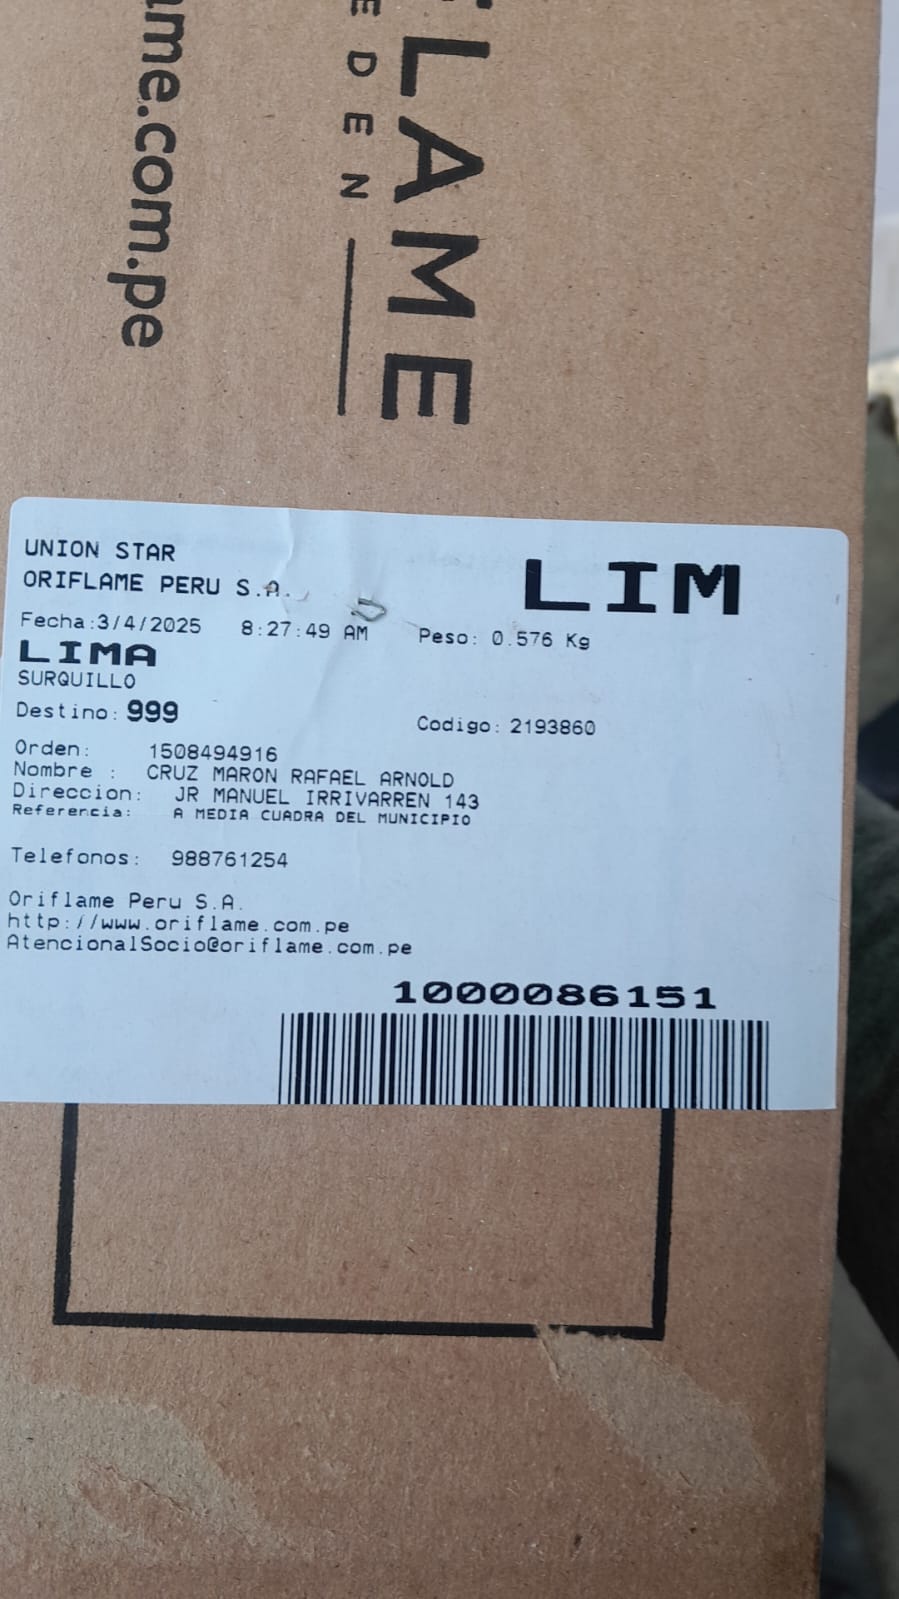 ame.com.pe
LAME
EDEN
UNION STAR
ORIFLAME PERU S.A.
LIM
Fecha:3/4/2025 8:27:49 AM Peso: 0.576 Kg
LIMA
SURQUILLO
Destino: 999 Codigo: 2193860
Orden: 1508494916
Nombre : CRUZ MARON RAFAEL ARNOLD
Direccion: JR MANUEL IRRIVARREN 143
Referencia: A MEDIA CUADRA DEL MUNICIPIO
Telefonos: 988761254
Oriflame Peru S.A.
http://www.oriflame.com.pe
AtencionalSocio@oriflame.com.pe
1000086151